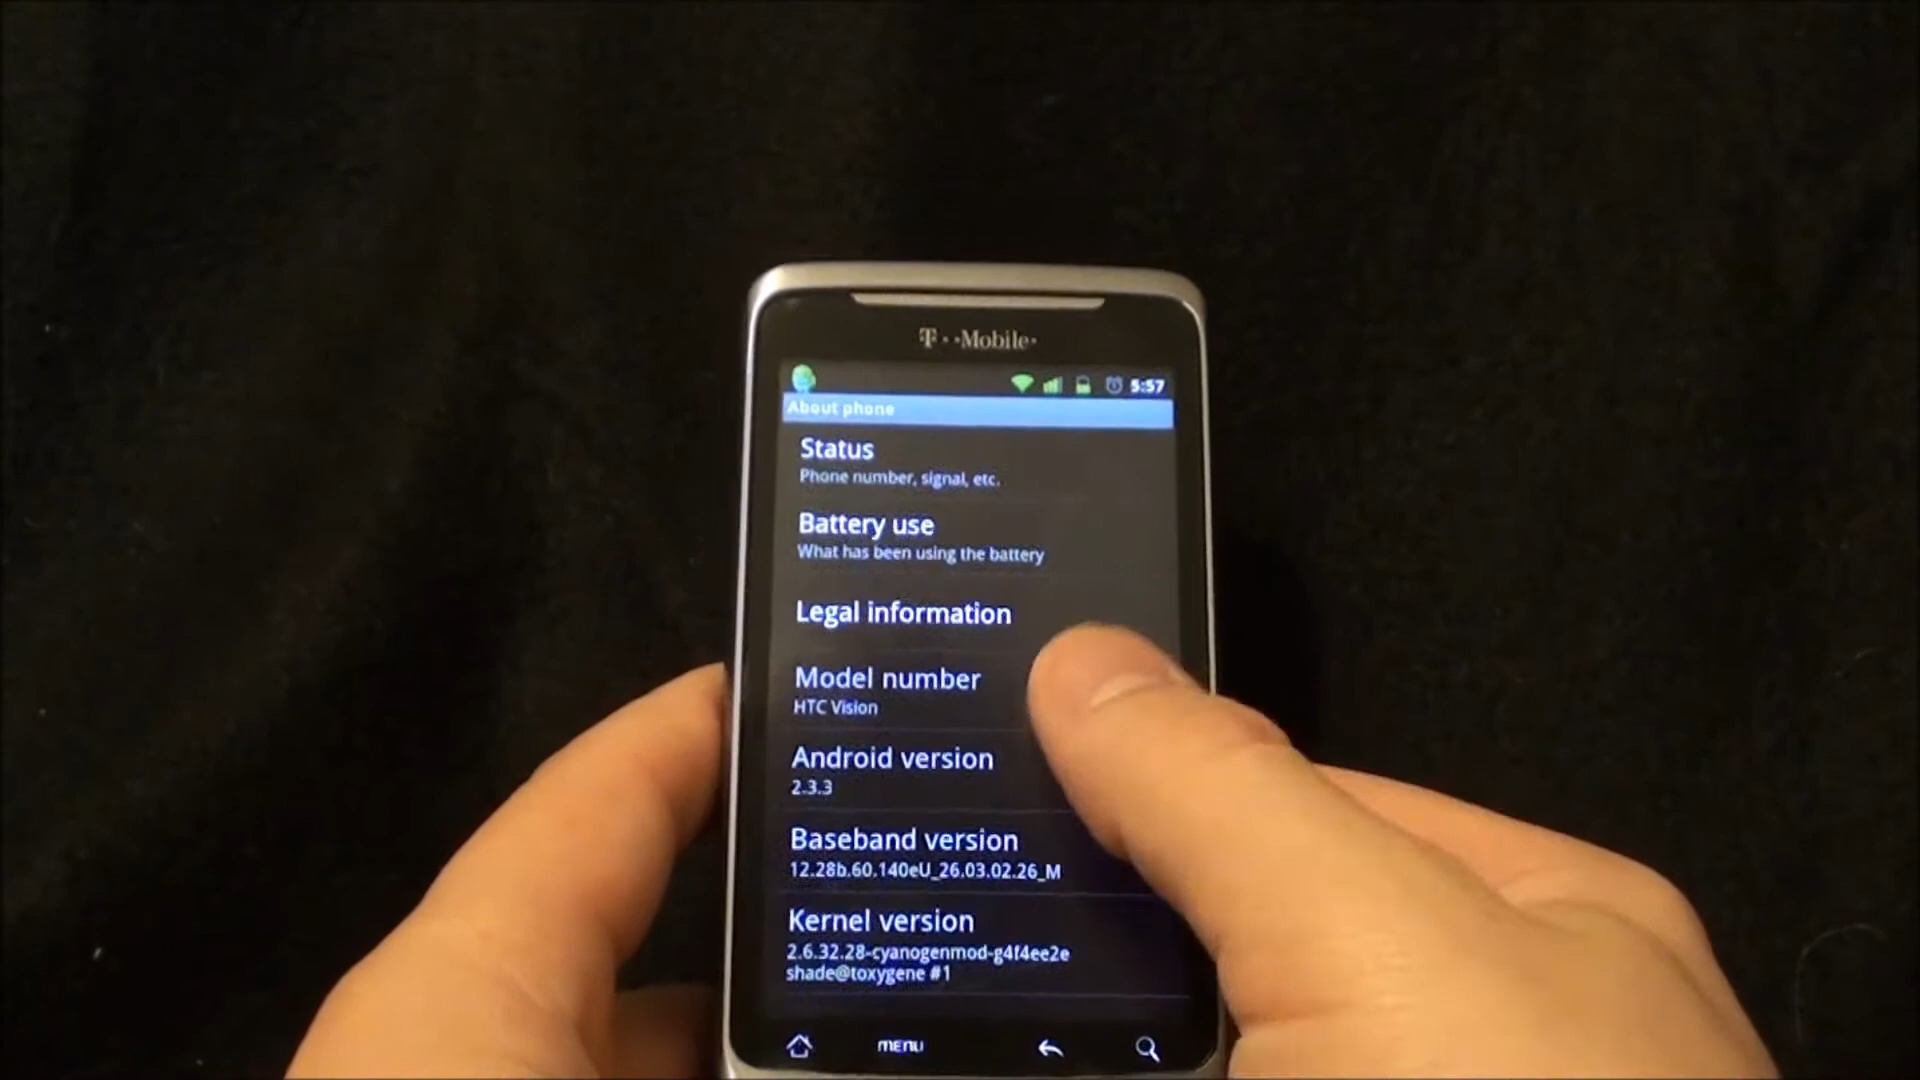 T··Mobile·
5:57
About phone
Status
Phone number, signal, etc.
Battery use
What has been using the battery
Legal information
Model number
HTC Vision
Android version
2.3.3
Baseband version
12.28b.60.140eU_26.03.02.26_M
Kernel version
2.6.32.28-cyanogenmod-g4f4ee2e
shade@toxygene #1
MENU